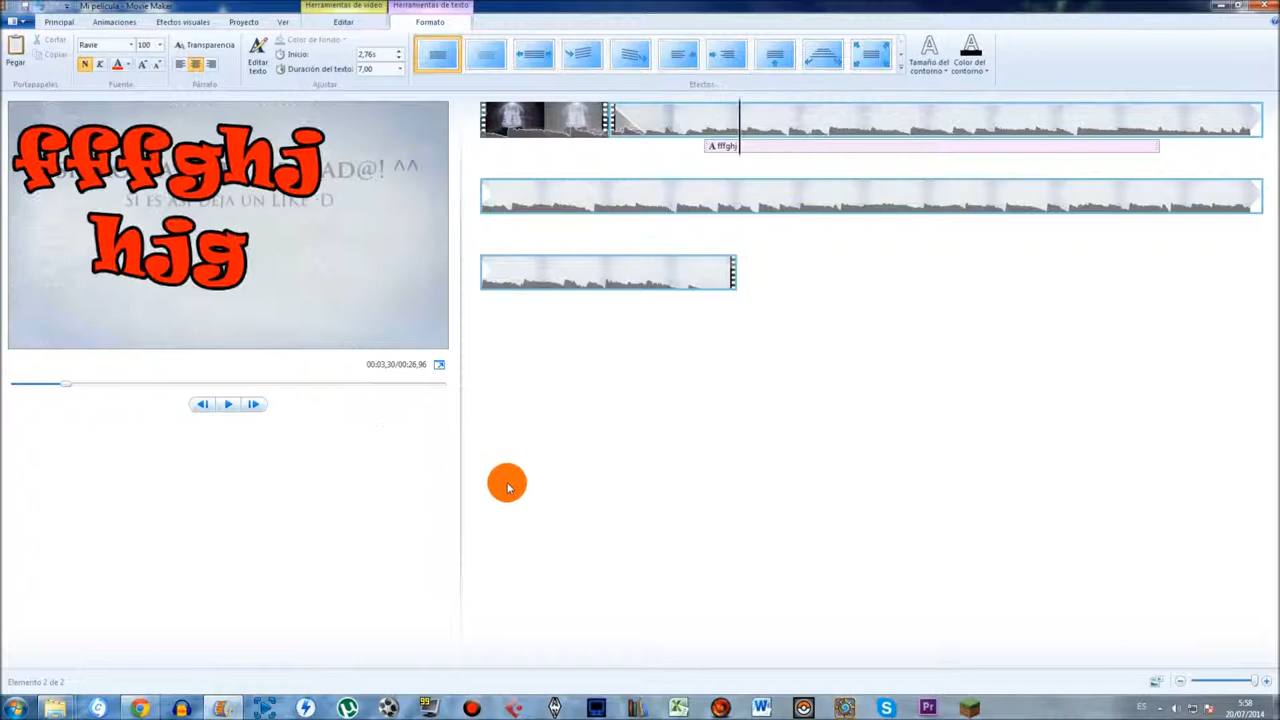 Mi película - Movie Maker
Herramientas de vídeo
Herramientas de texto
Principal
Animaciones
Efectos visuales
Proyecto
Ver
Editar
Formato
Pegar
Cortar
Copiar
Portapapeles
Ravie
100
N
K
A
A
A
Fuente
Transparencia
Párrafo
Editar texto
Color de fondo
Inicio:
2,76s
Duración del texto:
7,00
Ajustar
Efectos
Tamaño del contorno
Color del contorno
fffghj
hjg
AD@! ^^
SI ES ASÍ DEJA UN LIKE :D
00:03,30/00:26,96
A fffghj
Elemento 2 de 2
99
ES
5:58
20/07/2014